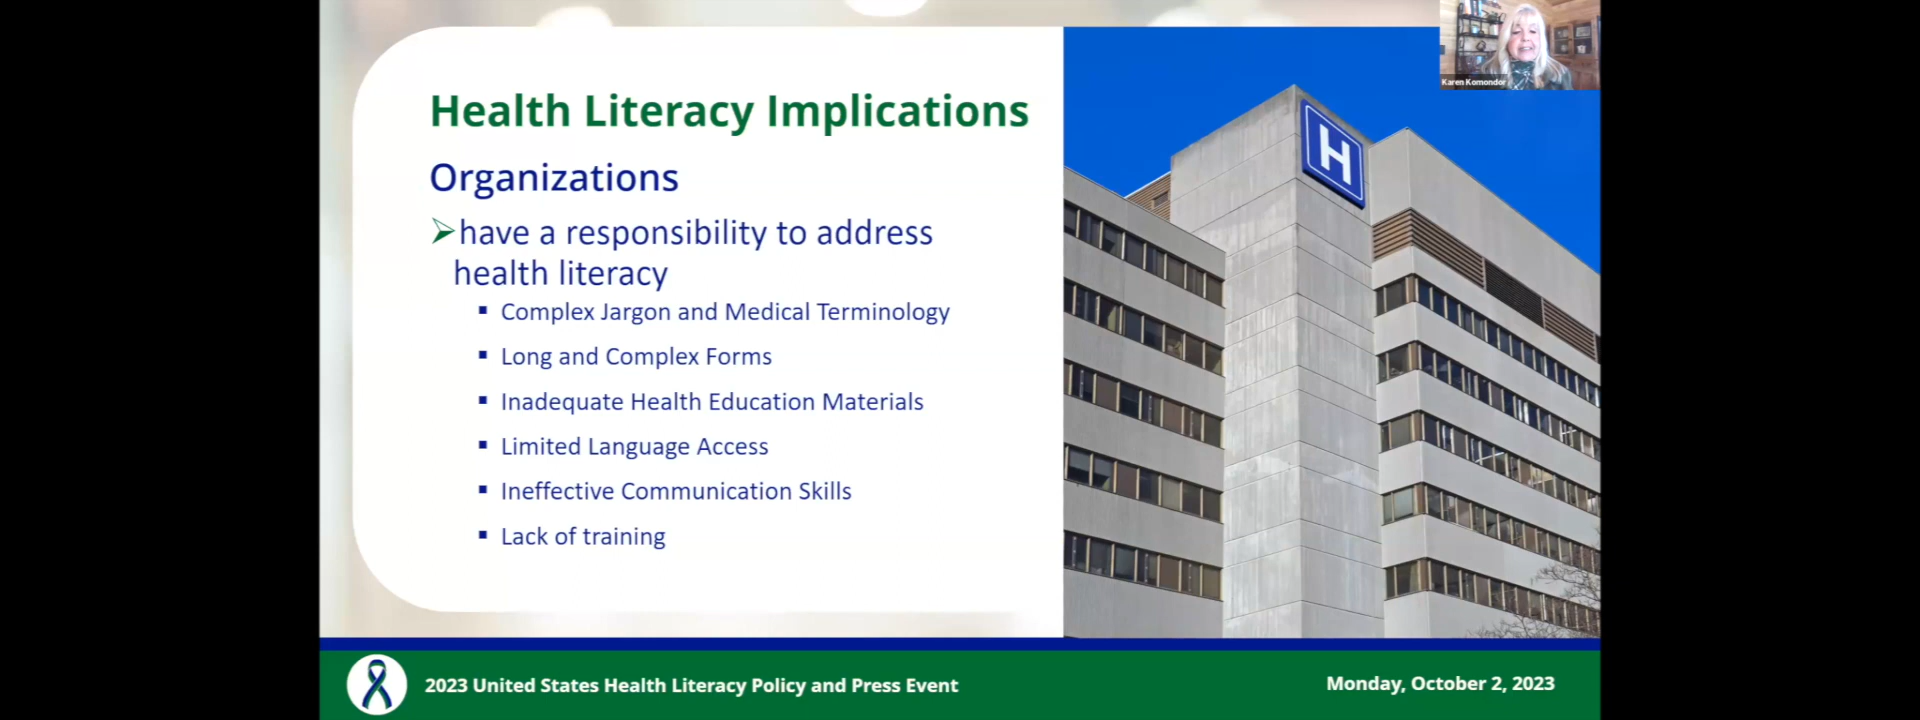 Karen Komondor
Health Literacy Implications
H
Organizations
➢have a responsibility to address
health literacy
▪ Complex Jargon and Medical Terminology
▪ Long and Complex Forms
▪ Inadequate Health Education Materials
▪ Limited Language Access
▪ Ineffective Communication Skills
▪ Lack of training
2023 United States Health Literacy Policy and Press Event
Monday, October 2, 2023